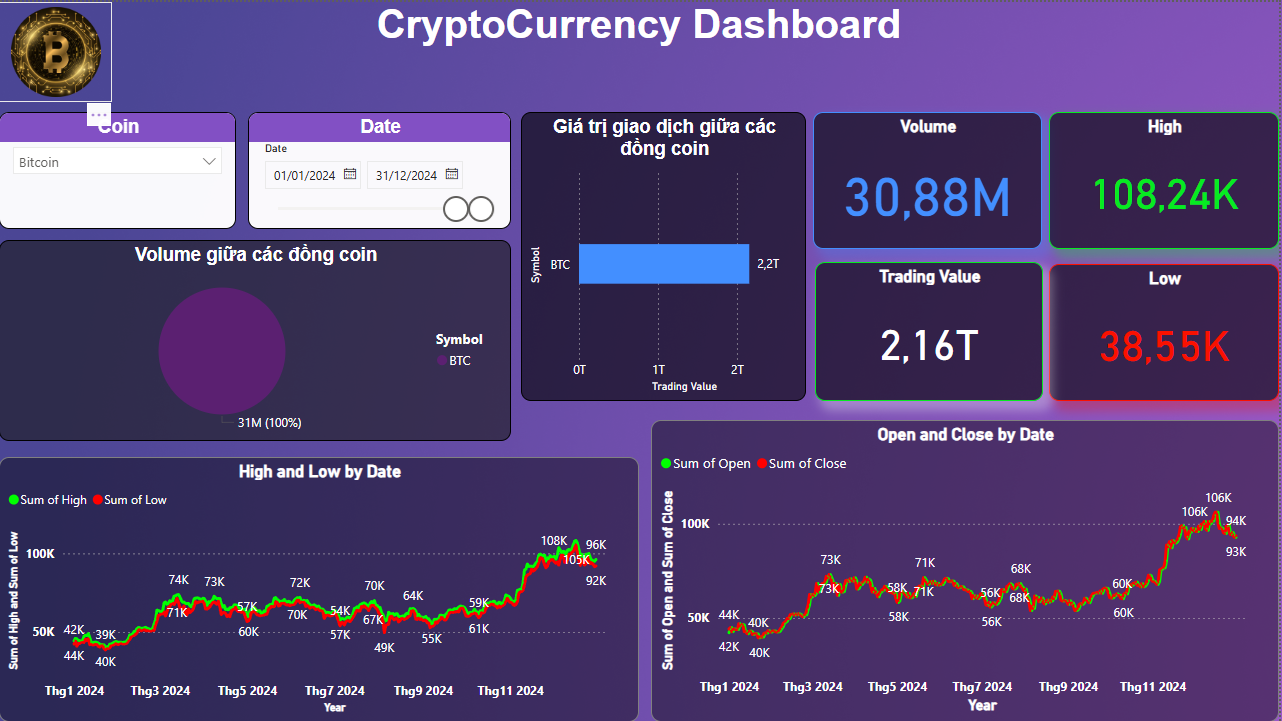 CryptoCurrency Dashboard
Coin
Bitcoin
Date
Date
01/01/2024
31/12/2024
Giá trị giao dịch giữa các
đồng coin
Symbol
BTC
2,2T
0T
1T
2T
Trading Value
Volume
30,88M
High
108,24K
Trading Value
2,16T
Low
38,55K
Volume giữa các đồng coin
Symbol
BTC
31M (100%)
High and Low by Date
Sum of High
Sum of Low
Sum of High and Sum of Low
100K
50K
42K
44K
39K
40K
74K
71K
73K
57K
60K
72K
70K
54K
57K
70K
67K
49K
64K
55K
59K
61K
108K
105K
96K
92K
Thg1 2024
Thg3 2024
Thg5 2024
Thg7 2024
Thg9 2024
Thg11 2024
Year
Open and Close by Date
Sum of Open
Sum of Close
Sum of Open and Sum of Close
100K
50K
44K
42K
40K
40K
73K
73K
58K
58K
71K
71K
56K
56K
68K
68K
60K
60K
106K
106K
94K
93K
Thg1 2024
Thg3 2024
Thg5 2024
Thg7 2024
Thg9 2024
Thg11 2024
Year